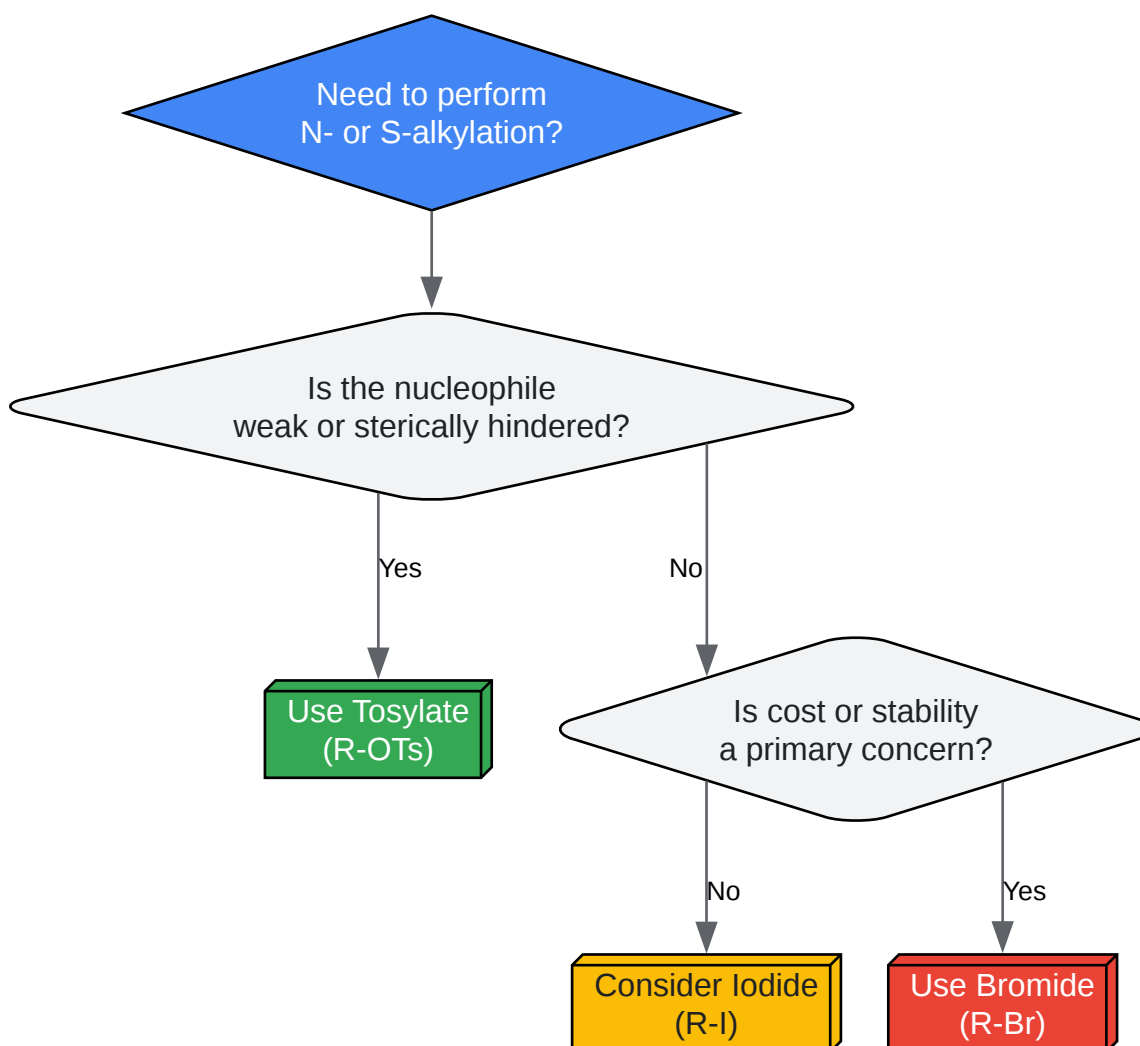 Need to perform
N- or S-alkylation?
Is the nucleophile
weak or sterically hindered?
Yes
No
Use Tosylate
(R-OTs)
Is cost or stability
a primary concern?
No
Yes
Consider Iodide
(R-I)
Use Bromide
(R-Br)